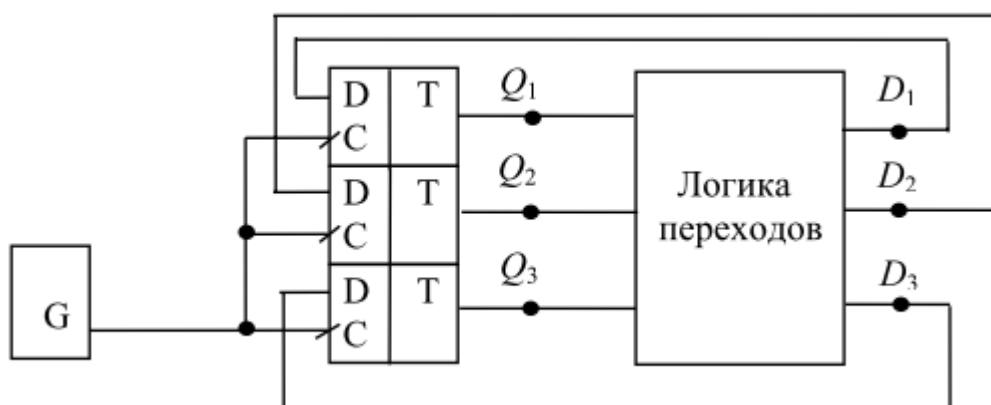 D T Q₁ D₁
C
D T Q₂ Логика D₂
C переходов
D T Q₃ D₃
G C